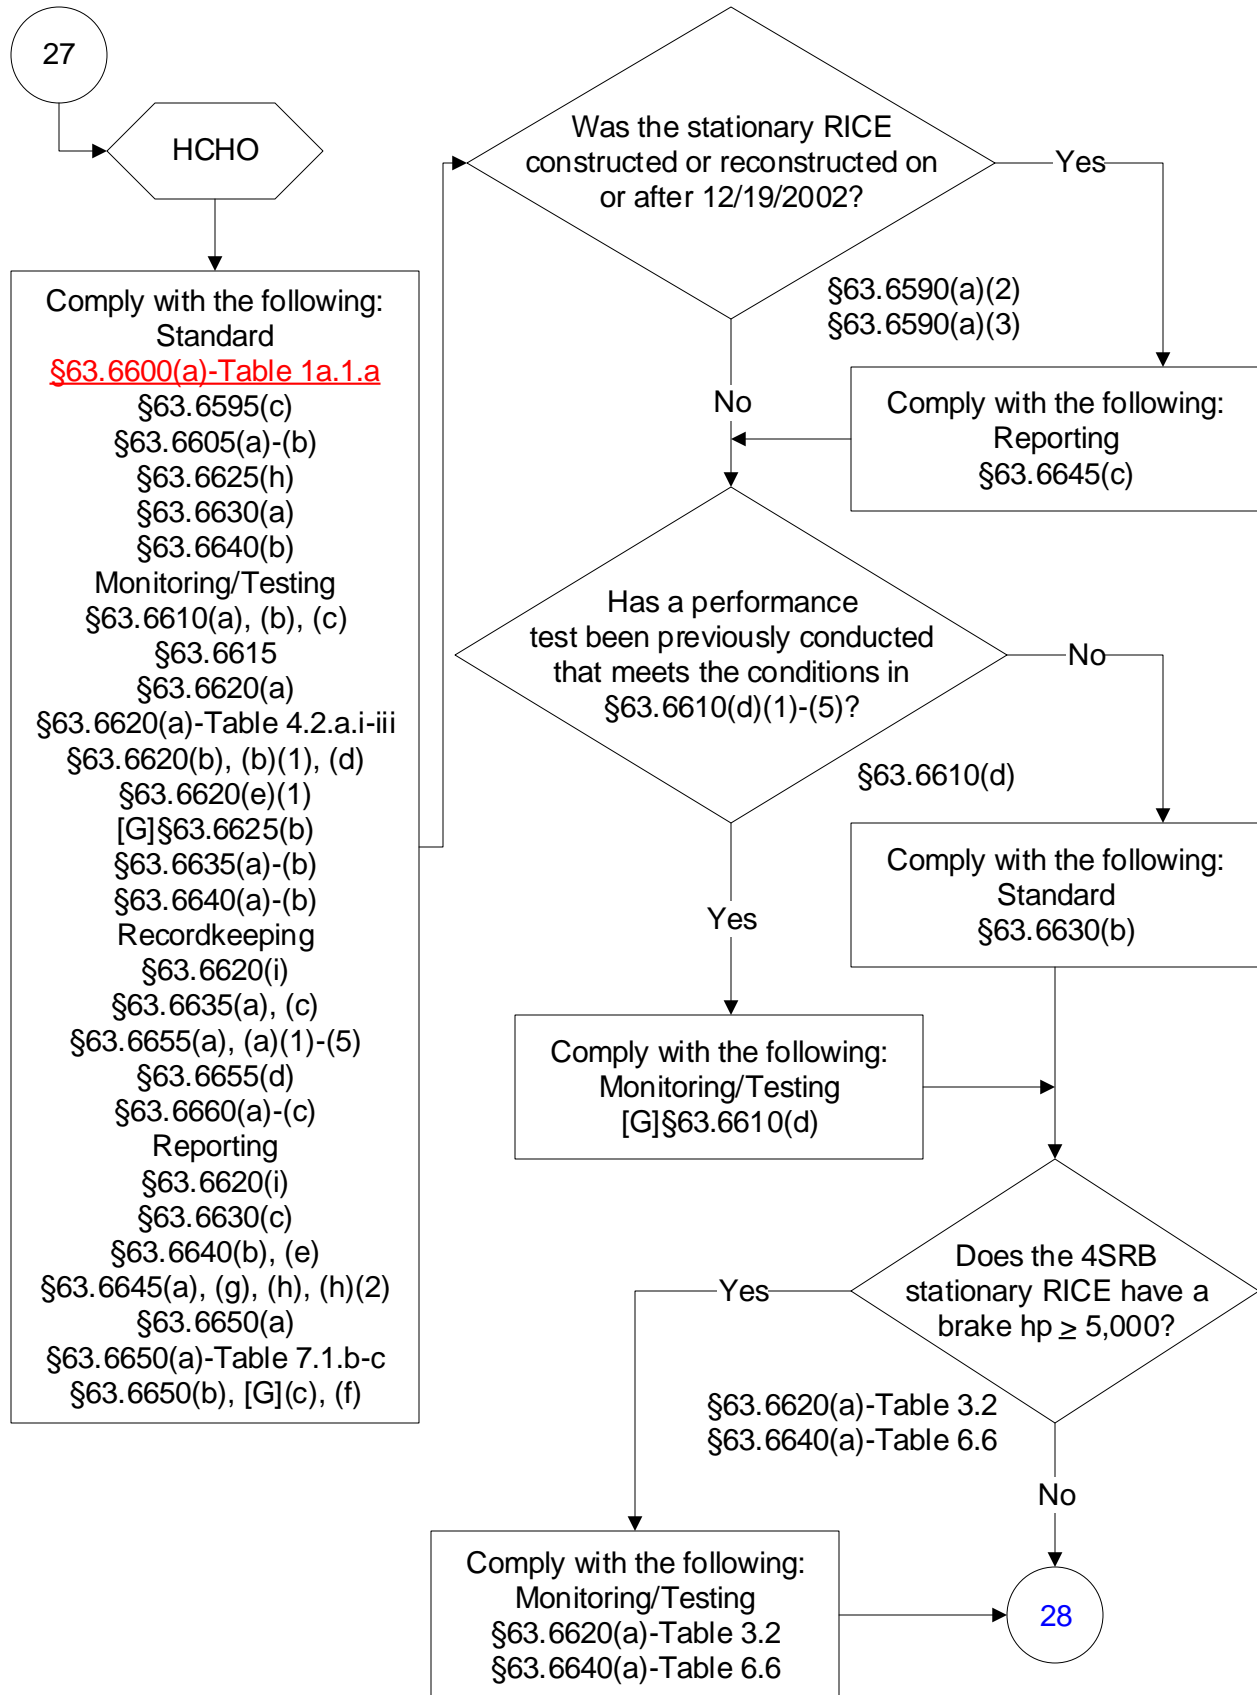 27
HCHO
Comply with the following:
Standard
§63.6600(a)-Table 1a.1.a
§63.6595(c)
§63.6605(a)-(b)
§63.6625(h)
§63.6630(a)
§63.6640(b)
Monitoring/Testing
§63.6610(a), (b), (c)
§63.6615
§63.6620(a)
§63.6620(a)-Table 4.2.a.i-iii
§63.6620(b), (b)(1), (d)
§63.6620(e)(1)
[G]§63.6625(b)
§63.6635(a)-(b)
§63.6640(a)-(b)
Recordkeeping
§63.6620(i)
§63.6635(a), (c)
§63.6655(a), (a)(1)-(5)
§63.6655(d)
§63.6660(a)-(c)
Reporting
§63.6620(i)
§63.6630(c)
§63.6640(b), (e)
§63.6645(a), (g), (h), (h)(2)
§63.6650(a)
§63.6650(a)-Table 7.1.b-c
§63.6650(b), [G](c), (f)
Was the stationary RICE
constructed or reconstructed on
or after 12/19/2002?
Yes
§63.6590(a)(2)
§63.6590(a)(3)
No
Comply with the following:
Reporting
§63.6645(c)
Has a performance
test been previously conducted
that meets the conditions in
§63.6610(d)(1)-(5)?
No
§63.6610(d)
Yes
Comply with the following:
Standard
§63.6630(b)
Comply with the following:
Monitoring/Testing
[G]§63.6610(d)
Does the 4SRB
stationary RICE have a
brake hp ≥ 5,000?
Yes
§63.6620(a)-Table 3.2
§63.6640(a)-Table 6.6
No
Comply with the following:
Monitoring/Testing
§63.6620(a)-Table 3.2
§63.6640(a)-Table 6.6
28